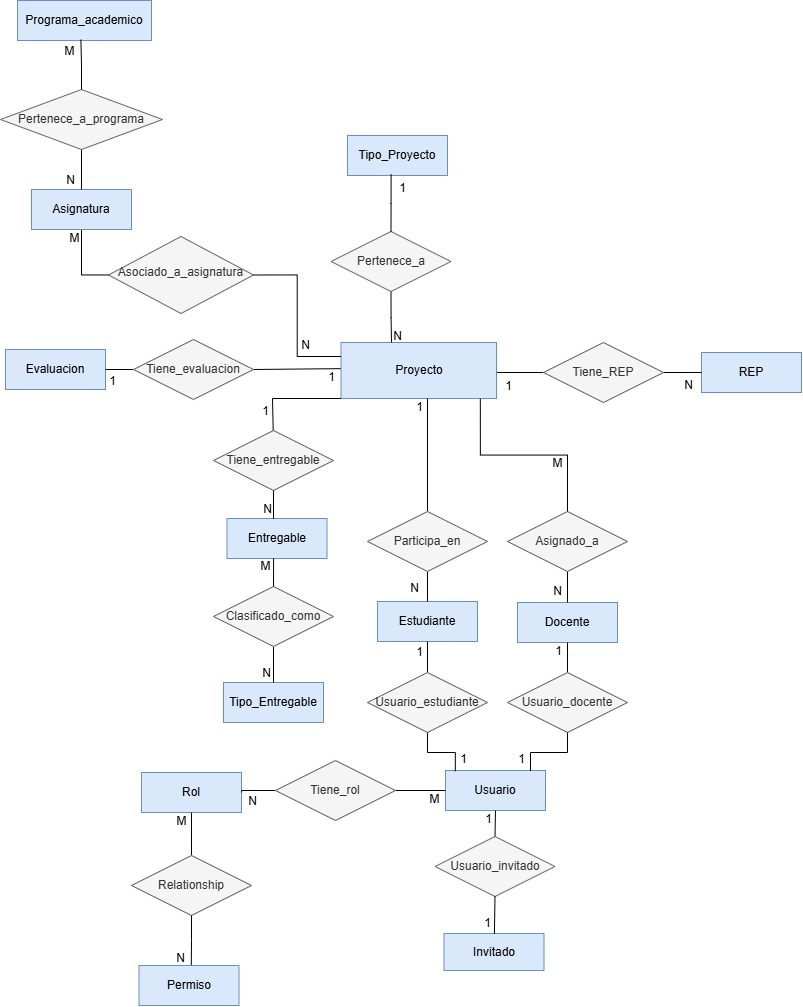 Programa_academico
M
Pertenece_a_programa
N
Asignatura
M
Asociado_a_asignatura
N
Tipo_Proyecto
1
Pertenece_a
N
Evaluacion
1
Tiene_evaluacion
1
Proyecto
1
Tiene_REP
N
REP
1
Tiene_entregable
N
Entregable
M
Clasificado_como
N
Tipo_Entregable
1
Participa_en
N
Estudiante
1
Usuario_estudiante
1
M
Asignado_a
N
Docente
1
Usuario_docente
1
Rol
N
Tiene_rol
M
Usuario
M
Relationship
N
Permiso
1
Usuario_invitado
1
Invitado